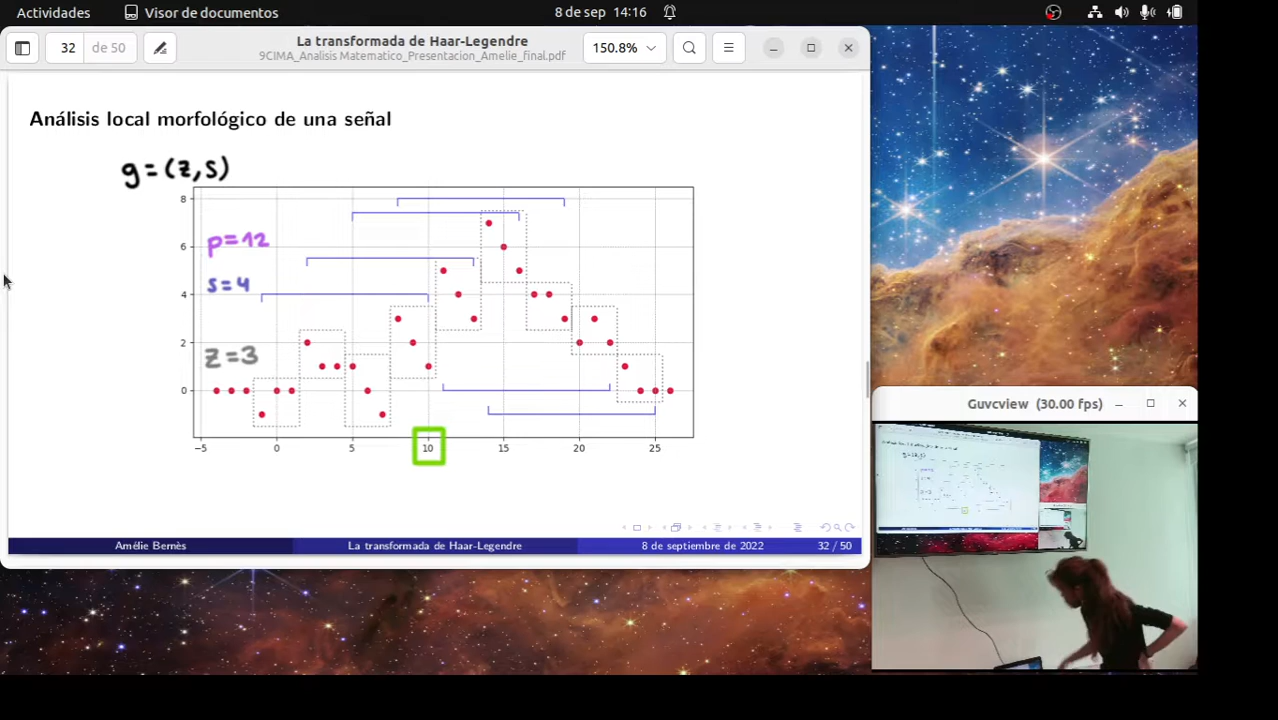 Actividades
Visor de documentos
8 de sep 14:16
32
de 50
La transformada de Haar-Legendre
9CIMA_Analisis Matematico_Presentacion_Amelie_final.pdf
150.8%
Análisis local morfológico de una señal
g = (z,s)
8
p=12
6
s=4
4
z=3
2
0
−5 0 5 10 15 20 25
Amélie Bernès
La transformada de Haar-Legendre
8 de septiembre de 2022
32 / 50
Guvcview (30.00 fps)